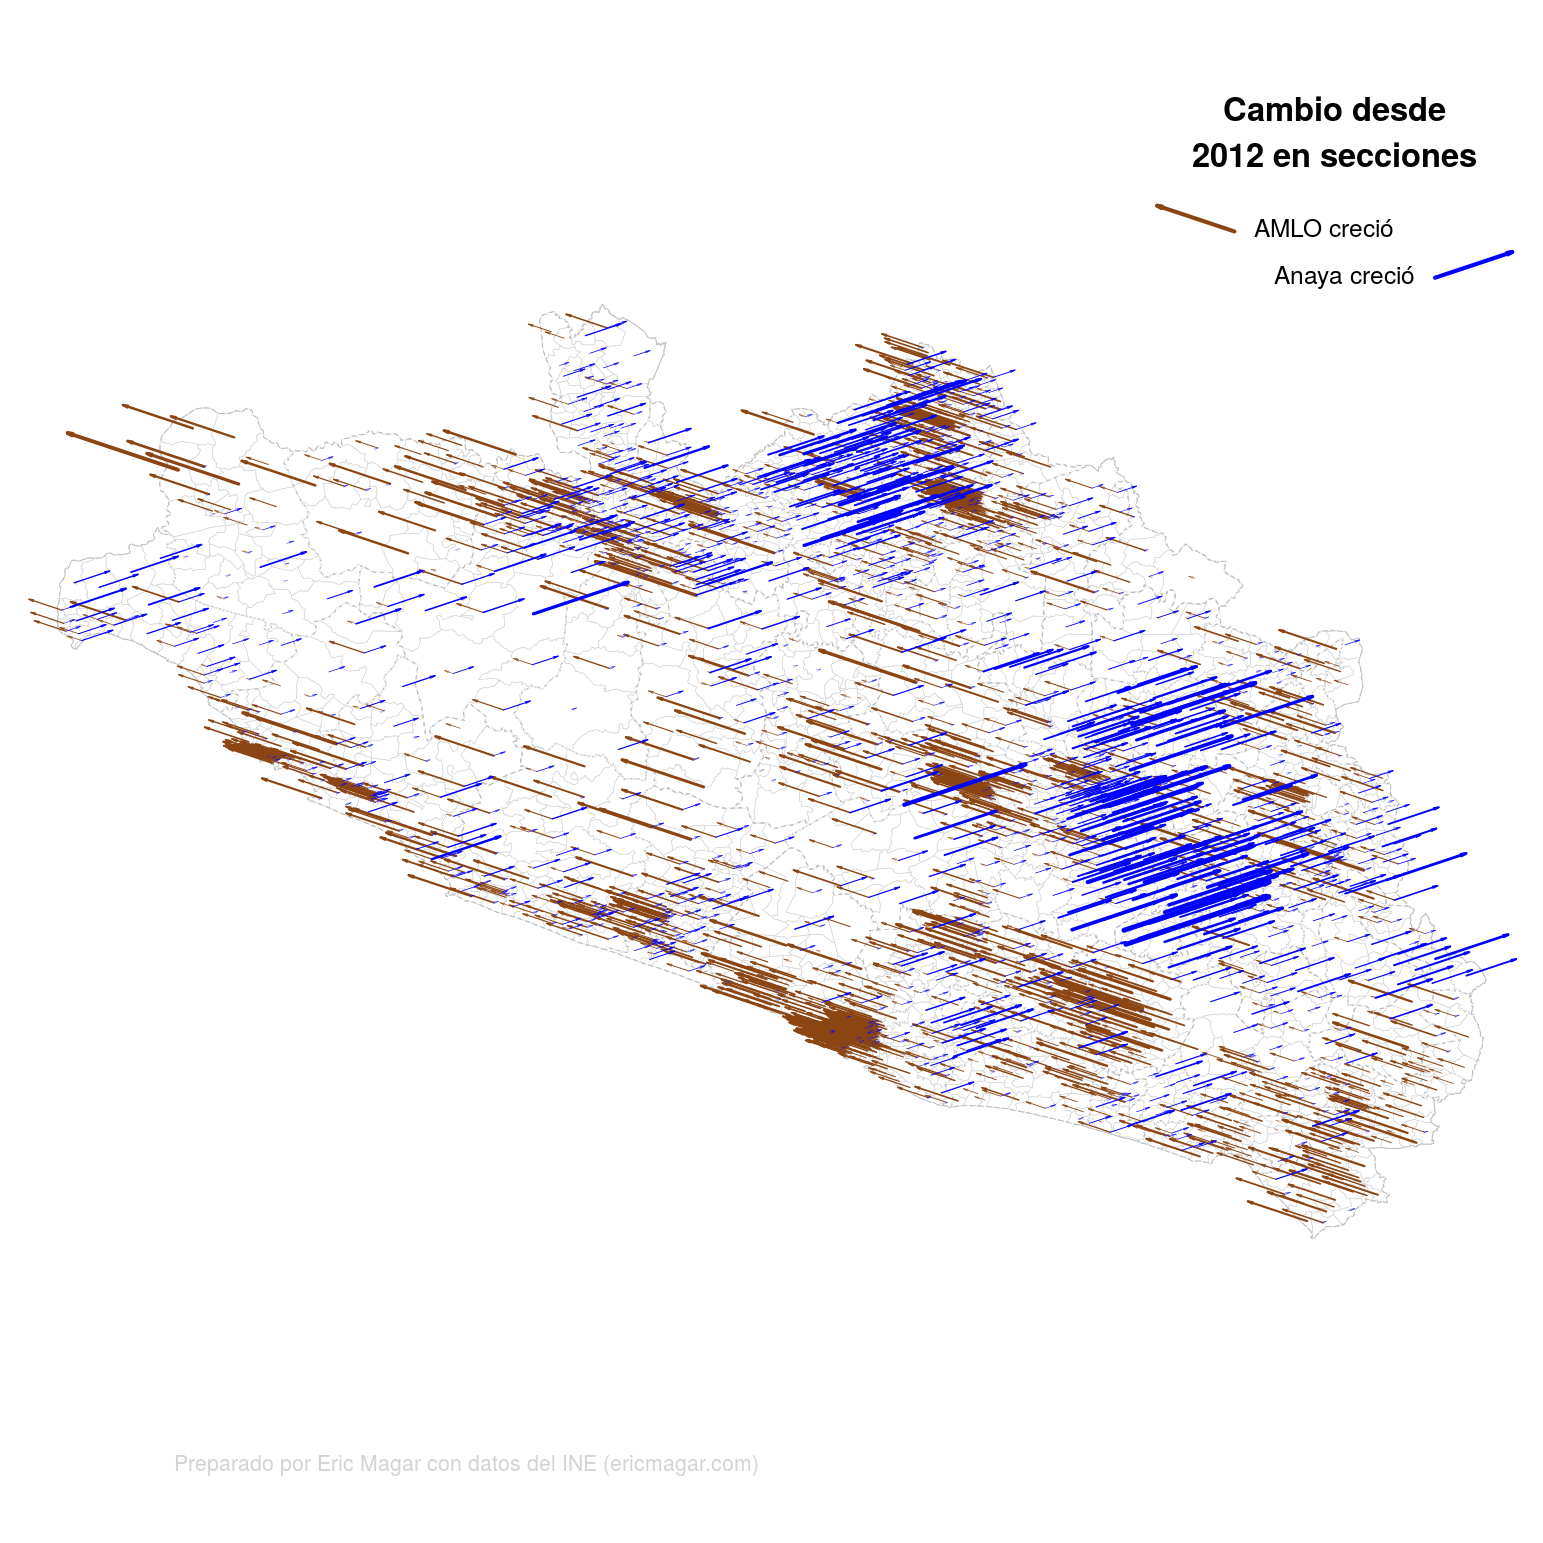 Cambio desde
2012 en secciones
AMLO creció
Anaya creció
Preparado por Eric Magar con datos del INE (ericmagar.com)